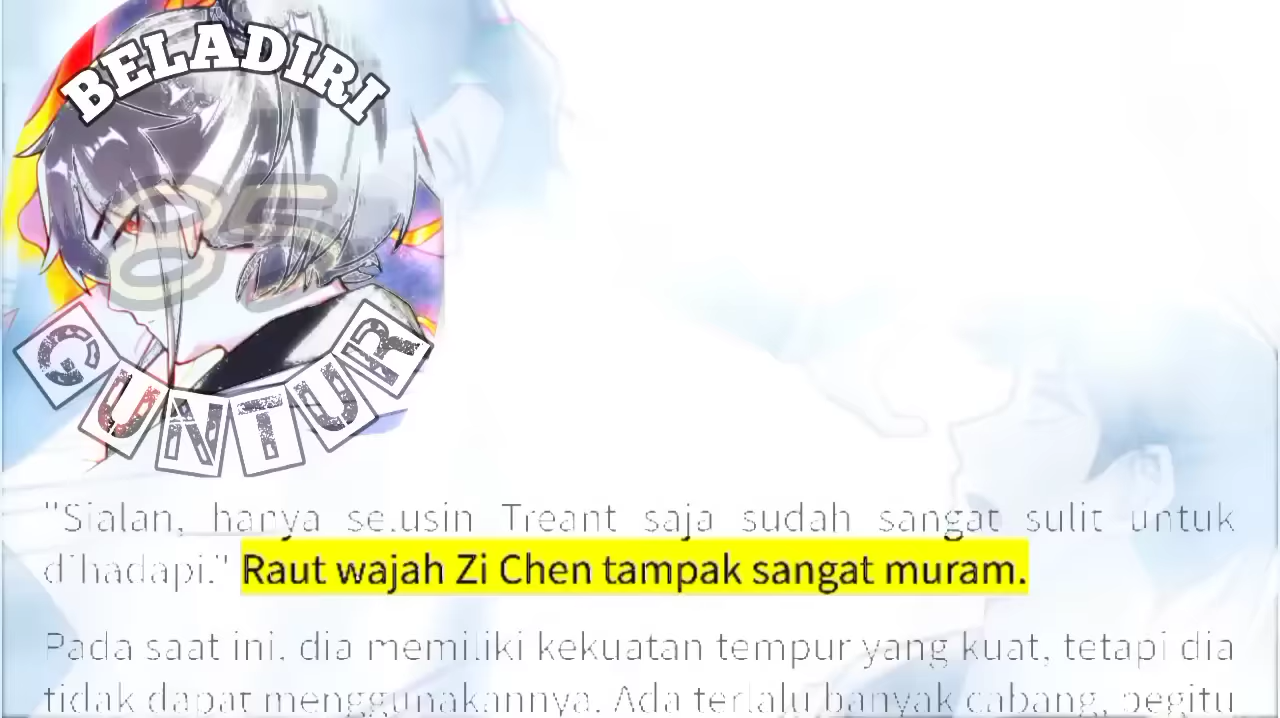 BELADIRI
85
GUNTUR
"Sialan, hanya selusin Treant saja sudah sangat sulit untuk
dihadapi." Raut wajah Zi Chen tampak sangat muram.
Pada saat ini, dia memiliki kekuatan tempur yang kuat, tetapi dia
tidak dapat menggunakannya. Ada terlalu banyak cabang, begitu